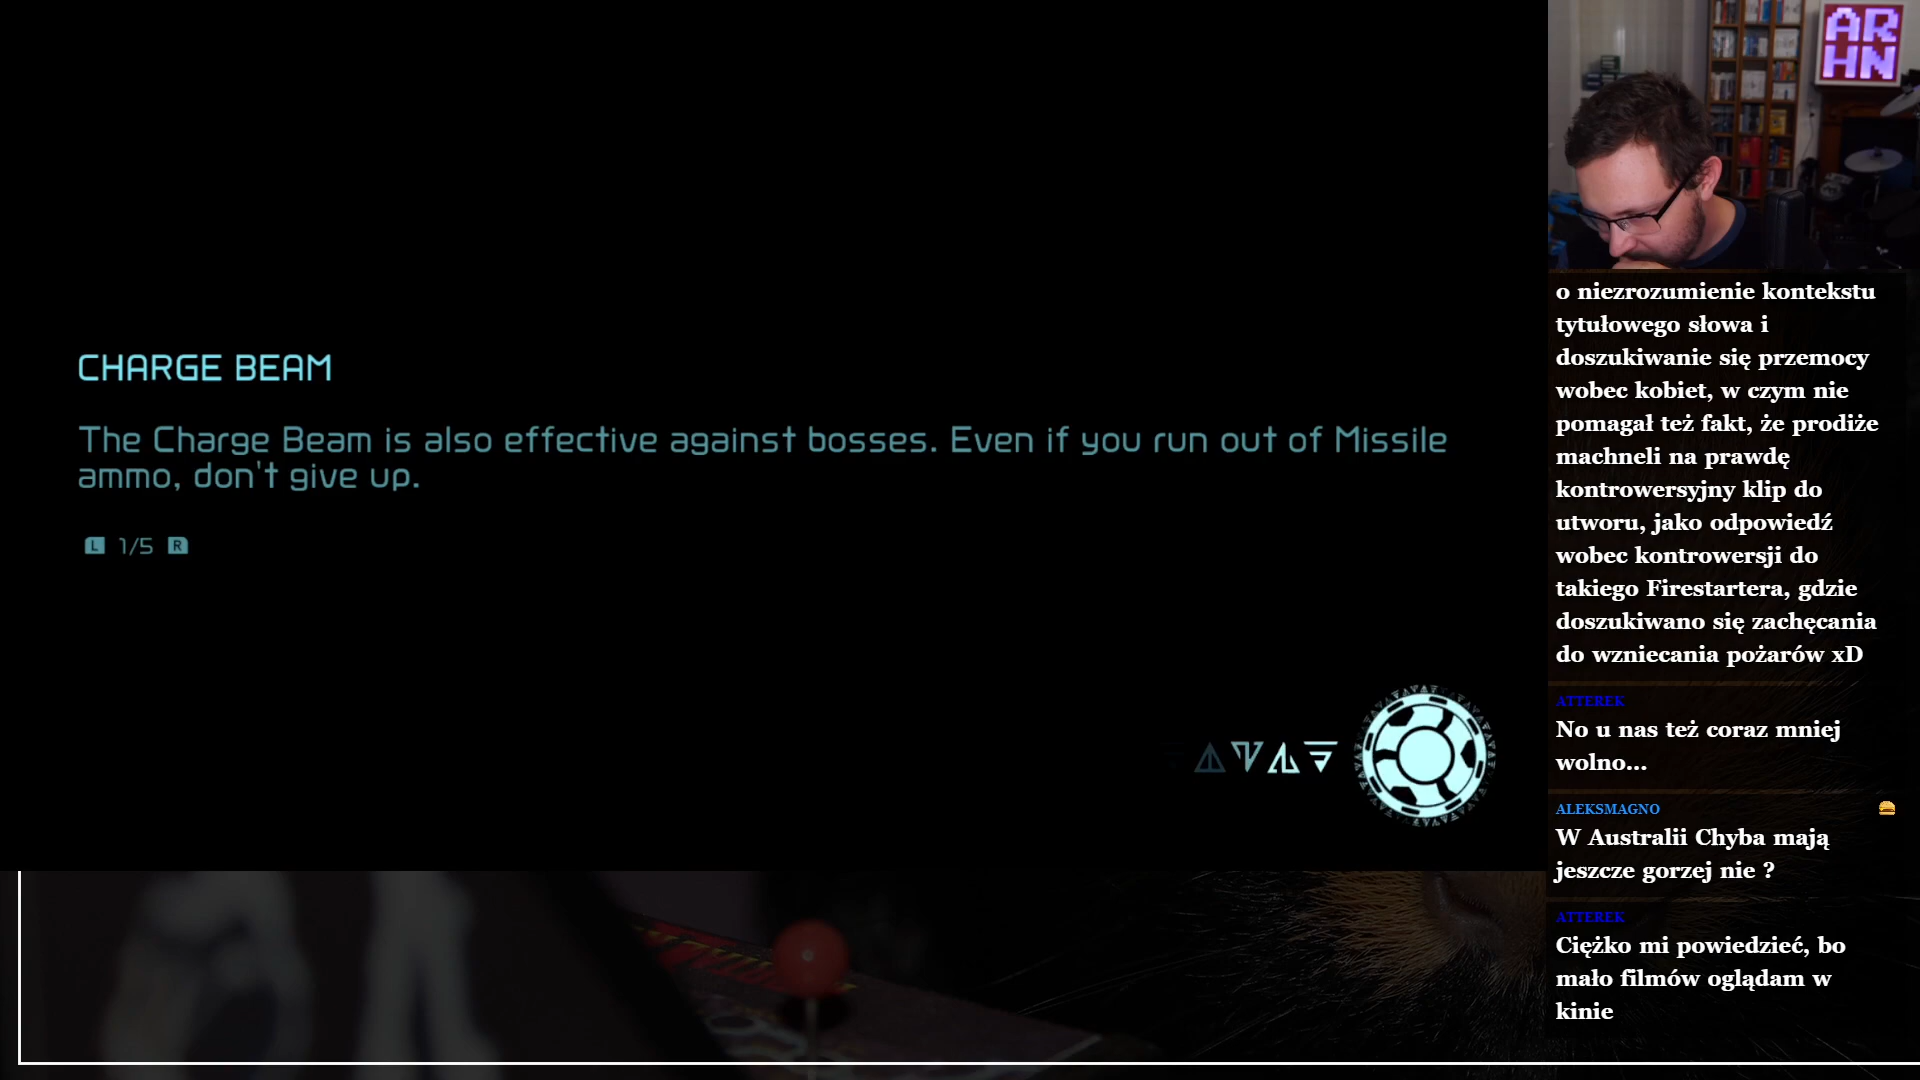 AR
HN
CHARGE BEAM
The Charge Beam is also effective against bosses. Even if you run out of Missile
ammo, don't give up.
L 1/5 R
o niezrozumienie kontekstu
tytułowego słowa i
doszukiwanie się przemocy
wobec kobiet, w czym nie
pomagał też fakt, że prodiże
machneli na prawdę
kontrowersyjny klip do
utworu, jako odpowiedź
wobec kontrowersji do
takiego Firestartera, gdzie
doszukiwano się zachęcania
do wzniecania pożarów xD
ATTEREK
No u nas też coraz mniej
wolno...
ALEKSMAGNO
W Australii Chyba mają
jeszcze gorzej nie ?
ATTEREK
Ciężko mi powiedzieć, bo
mało filmów oglądam w
kinie